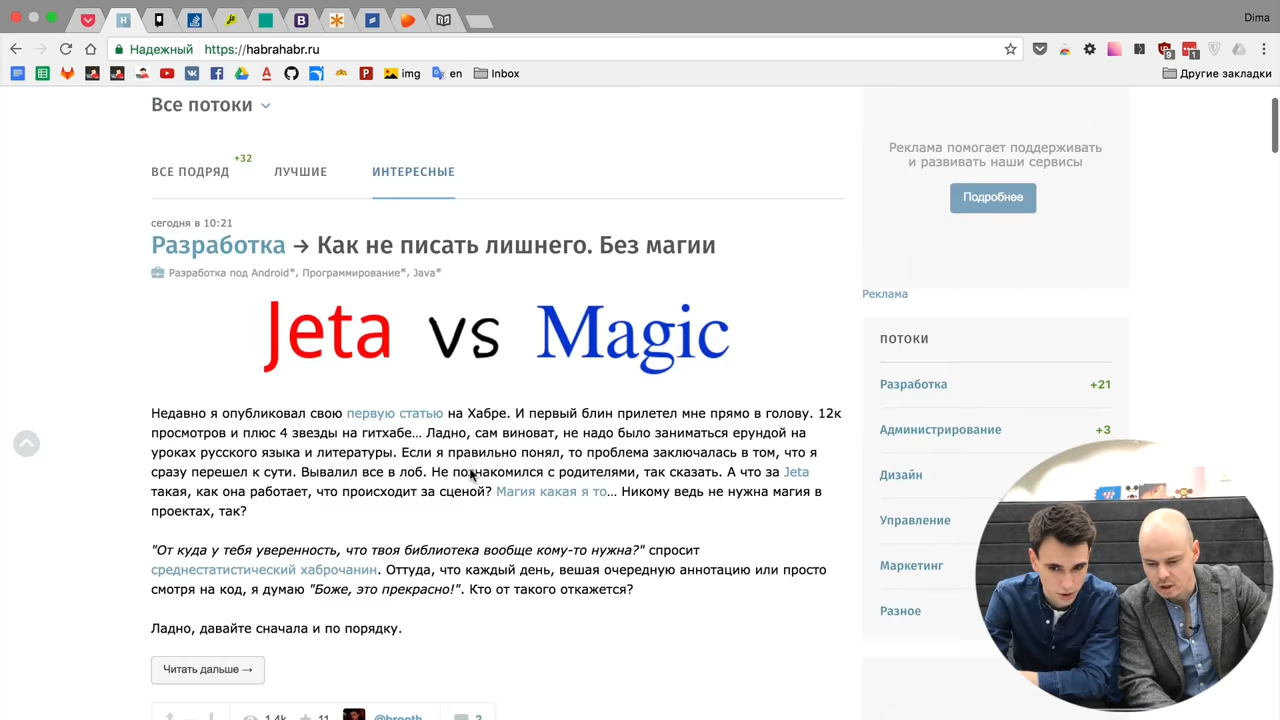 Dima
Надежный https://habrahabr.ru
9 1
img en Inbox Другие закладки
Все потоки
ВСЕ ПОДРЯД +32 ЛУЧШИЕ ИНТЕРЕСНЫЕ
сегодня в 10:21
Разработка → Как не писать лишнего. Без магии
Разработка под Android*, Программирование*, Java*
Jeta vs Magic
Недавно я опубликовал свою первую статью на Хабре. И первый блин прилетел мне прямо в голову. 12к
просмотров и плюс 4 звезды на гитхабе... Ладно, сам виноват, не надо было заниматься ерундой на
уроках русского языка и литературы. Если я правильно понял, то проблема заключалась в том, что я
сразу перешел к сути. Вывалил все в лоб. Не познакомился с родителями, так сказать. А что за Jeta
такая, как она работает, что происходит за сценой? Магия какая я то... Никому ведь не нужна магия в
проектах, так?
"От куда у тебя уверенность, что твоя библиотека вообще кому-то нужна?" спросит
среднестатистический хаброчанин. Оттуда, что каждый день, вешая очередную аннотацию или просто
смотря на код, я думаю "Боже, это прекрасно!". Кто от такого откажется?
Ладно, давайте сначала и по порядку.
Читать дальше →
1,4k 11 @brooth 2
Реклама помогает поддерживать
и развивать наши сервисы
Подробнее
Реклама
ПОТОКИ
Разработка +21
Администрирование +3
Дизайн
Управление
Маркетинг
Разное